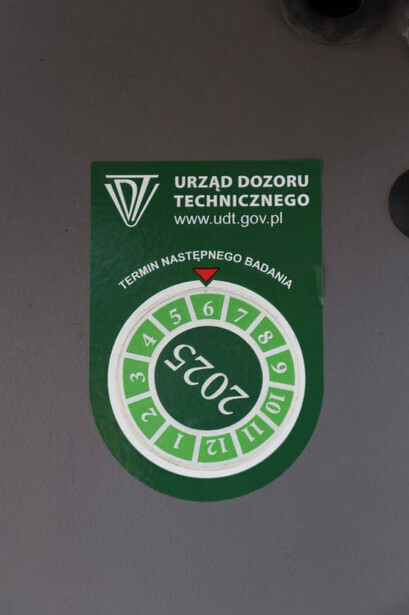 UDT
URZĄD DOZORU
TECHNICZNEGO
www.udt.gov.pl
TERMIN NASTĘPNEGO BADANIA
1 2 3 4 5 6 7 8 9 10 11 12
2025